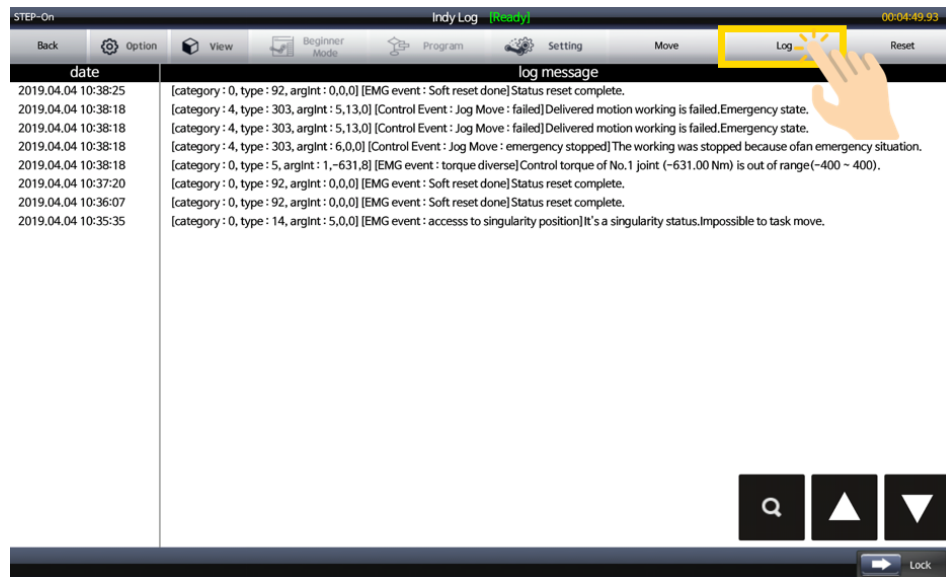 STEP-On Indy Log [Ready] 00:04:49.93
Back Option View Beginner Mode Program Setting Move Log Reset
date log message
2019.04.04 10:38:25 [category : 0, type : 92, argInt : 0,0,0] [EMG event : Soft reset done] Status reset complete.
2019.04.04 10:38:18 [category : 4, type : 303, argInt : 5,13,0] [Control Event : Jog Move : failed] Delivered motion working is failed.Emergency state.
2019.04.04 10:38:18 [category : 4, type : 303, argInt : 5,13,0] [Control Event : Jog Move : failed] Delivered motion working is failed.Emergency state.
2019.04.04 10:38:18 [category : 4, type : 303, argInt : 6,0,0] [Control Event : Jog Move : emergency stopped] The working was stopped because ofan emergency situation.
2019.04.04 10:38:18 [category : 0, type : 5, argInt : 1,-631,8] [EMG event : torque diverse] Control torque of No.1 joint (-631.00 Nm) is out of range(-400 ~ 400).
2019.04.04 10:37:20 [category : 0, type : 92, argInt : 0,0,0] [EMG event : Soft reset done] Status reset complete.
2019.04.04 10:36:07 [category : 0, type : 92, argInt : 0,0,0] [EMG event : Soft reset done] Status reset complete.
2019.04.04 10:35:35 [category : 0, type : 14, argInt : 5,0,0] [EMG event : accesss to singularity position] It's a singularity status.Impossible to task move.
Lock